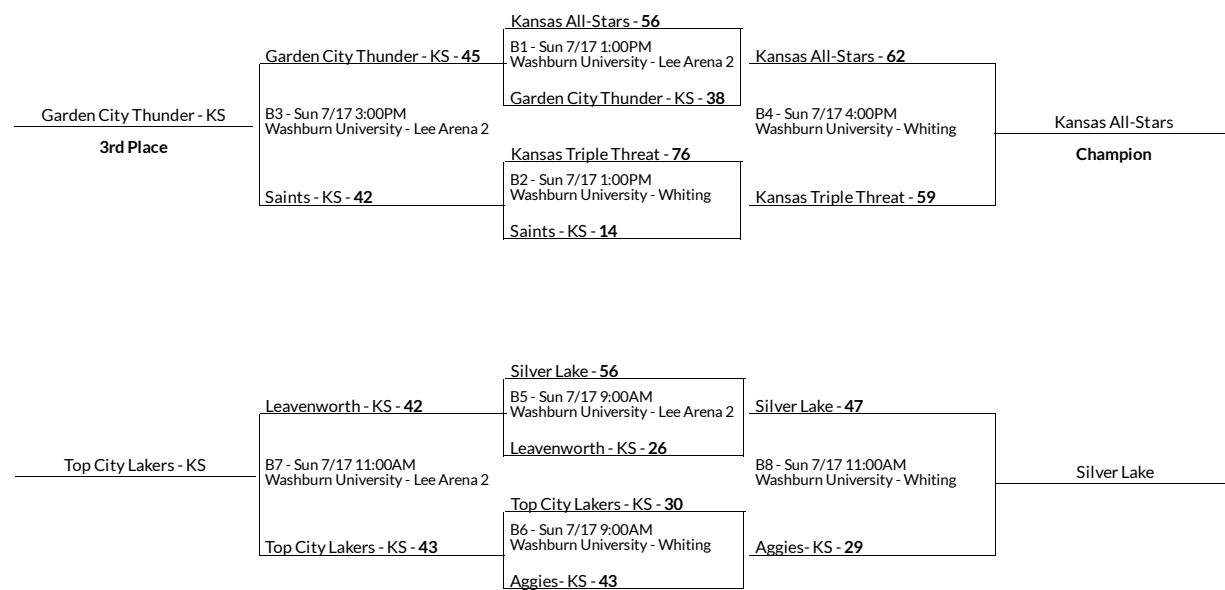 Kansas All-Stars - 56
B1 - Sun 7/17 1:00PM
Washburn University - Lee Arena 2
Garden City Thunder - KS - 38
Garden City Thunder - KS - 45
B3 - Sun 7/17 3:00PM
Washburn University - Lee Arena 2
Saints - KS - 42
Garden City Thunder - KS
3rd Place
Kansas Triple Threat - 76
B2 - Sun 7/17 1:00PM
Washburn University - Whiting
Saints - KS - 14
Kansas All-Stars - 62
B4 - Sun 7/17 4:00PM
Washburn University - Whiting
Kansas Triple Threat - 59
Kansas All-Stars
Champion
Silver Lake - 56
B5 - Sun 7/17 9:00AM
Washburn University - Lee Arena 2
Leavenworth - KS - 26
Leavenworth - KS - 42
B7 - Sun 7/17 11:00AM
Washburn University - Lee Arena 2
Top City Lakers - KS - 43
Top City Lakers - KS
Top City Lakers - KS - 30
B6 - Sun 7/17 9:00AM
Washburn University - Whiting
Aggies- KS - 43
Silver Lake - 47
B8 - Sun 7/17 11:00AM
Washburn University - Whiting
Aggies- KS - 29
Silver Lake